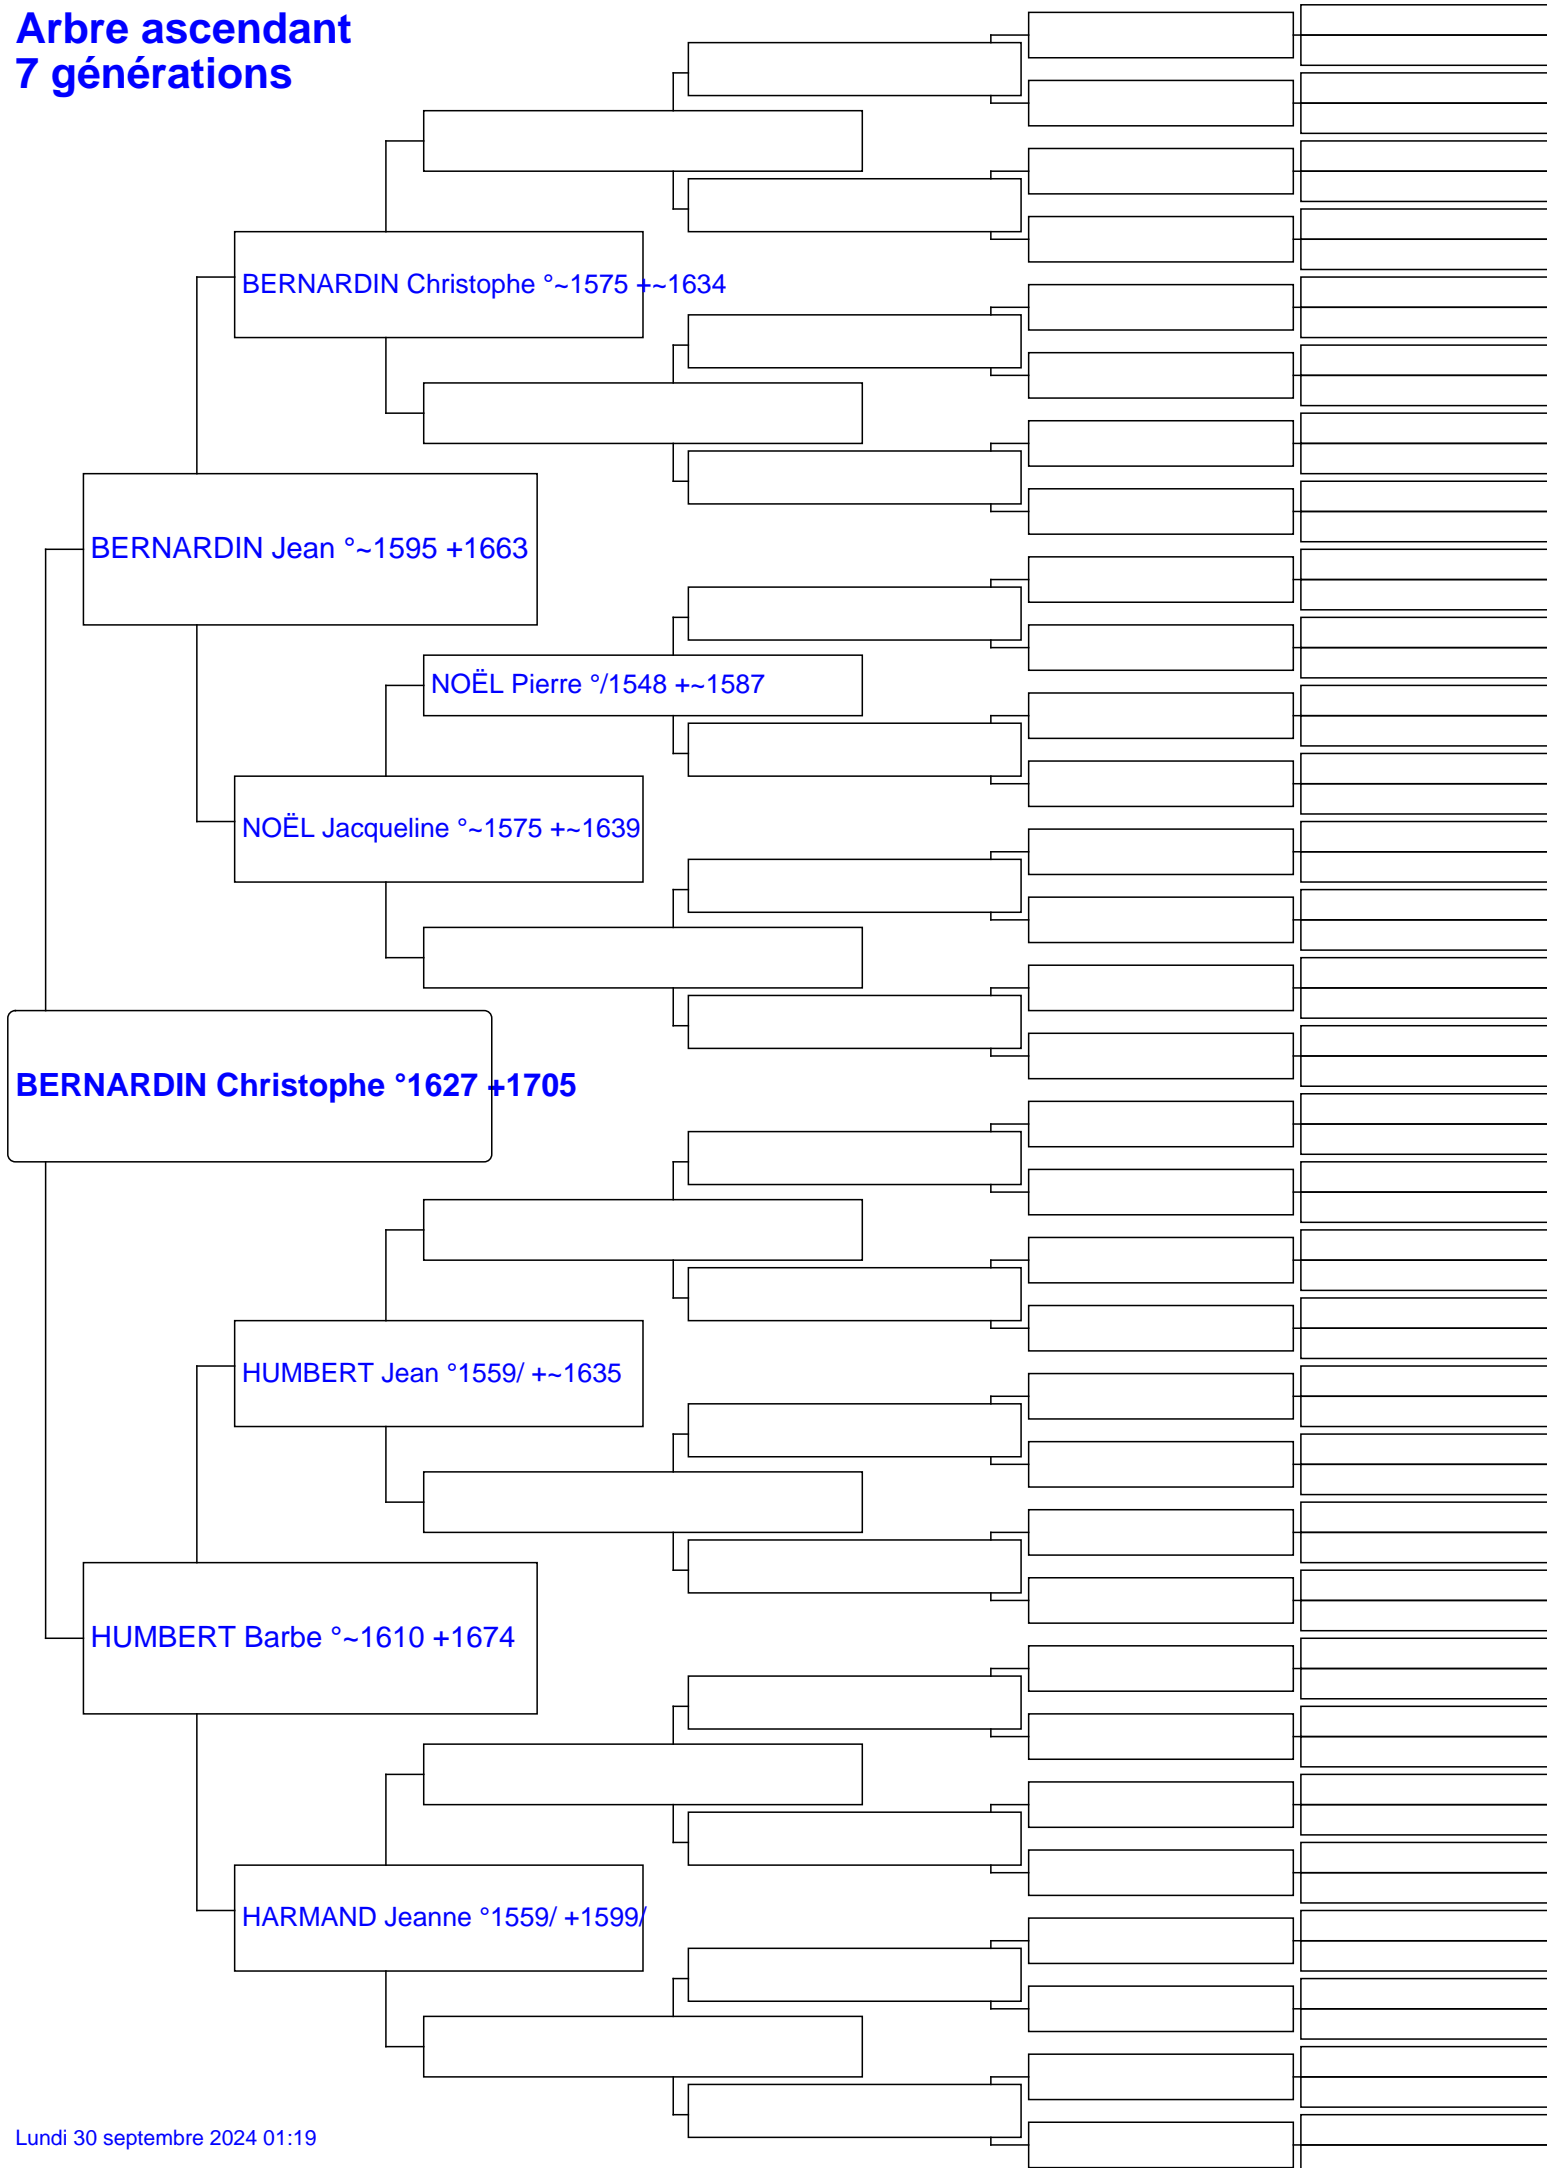 Arbre ascendant
7 générations
BERNARDIN Christophe °~1575 +~1634
BERNARDIN Jean °~1595 +1663
NOËL Pierre °/1548 +~1587
NOËL Jacqueline °~1575 +~1639
BERNARDIN Christophe °1627 +1705
HUMBERT Jean °1559/ +~1635
HUMBERT Barbe °~1610 +1674
HARMAND Jeanne °1559/ +1599/
Lundi 30 septembre 2024 01:19